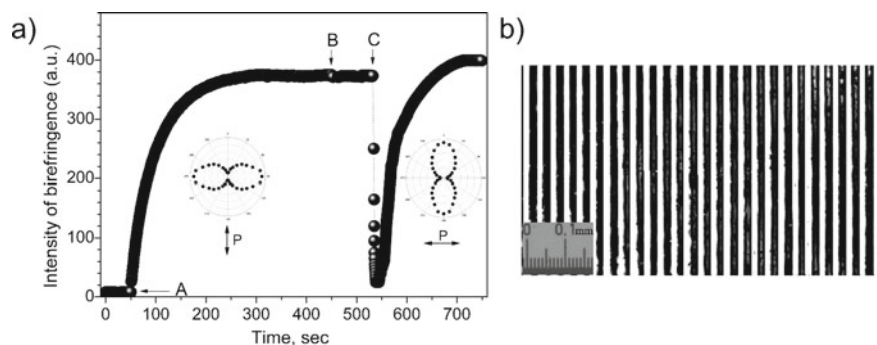 a)
b)
B C
400
300
200
100
0
A
P
P
0 100 200 300 400 500 600 700
Time, sec
Intensity of birefringence (a.u.)
0 0.1mm